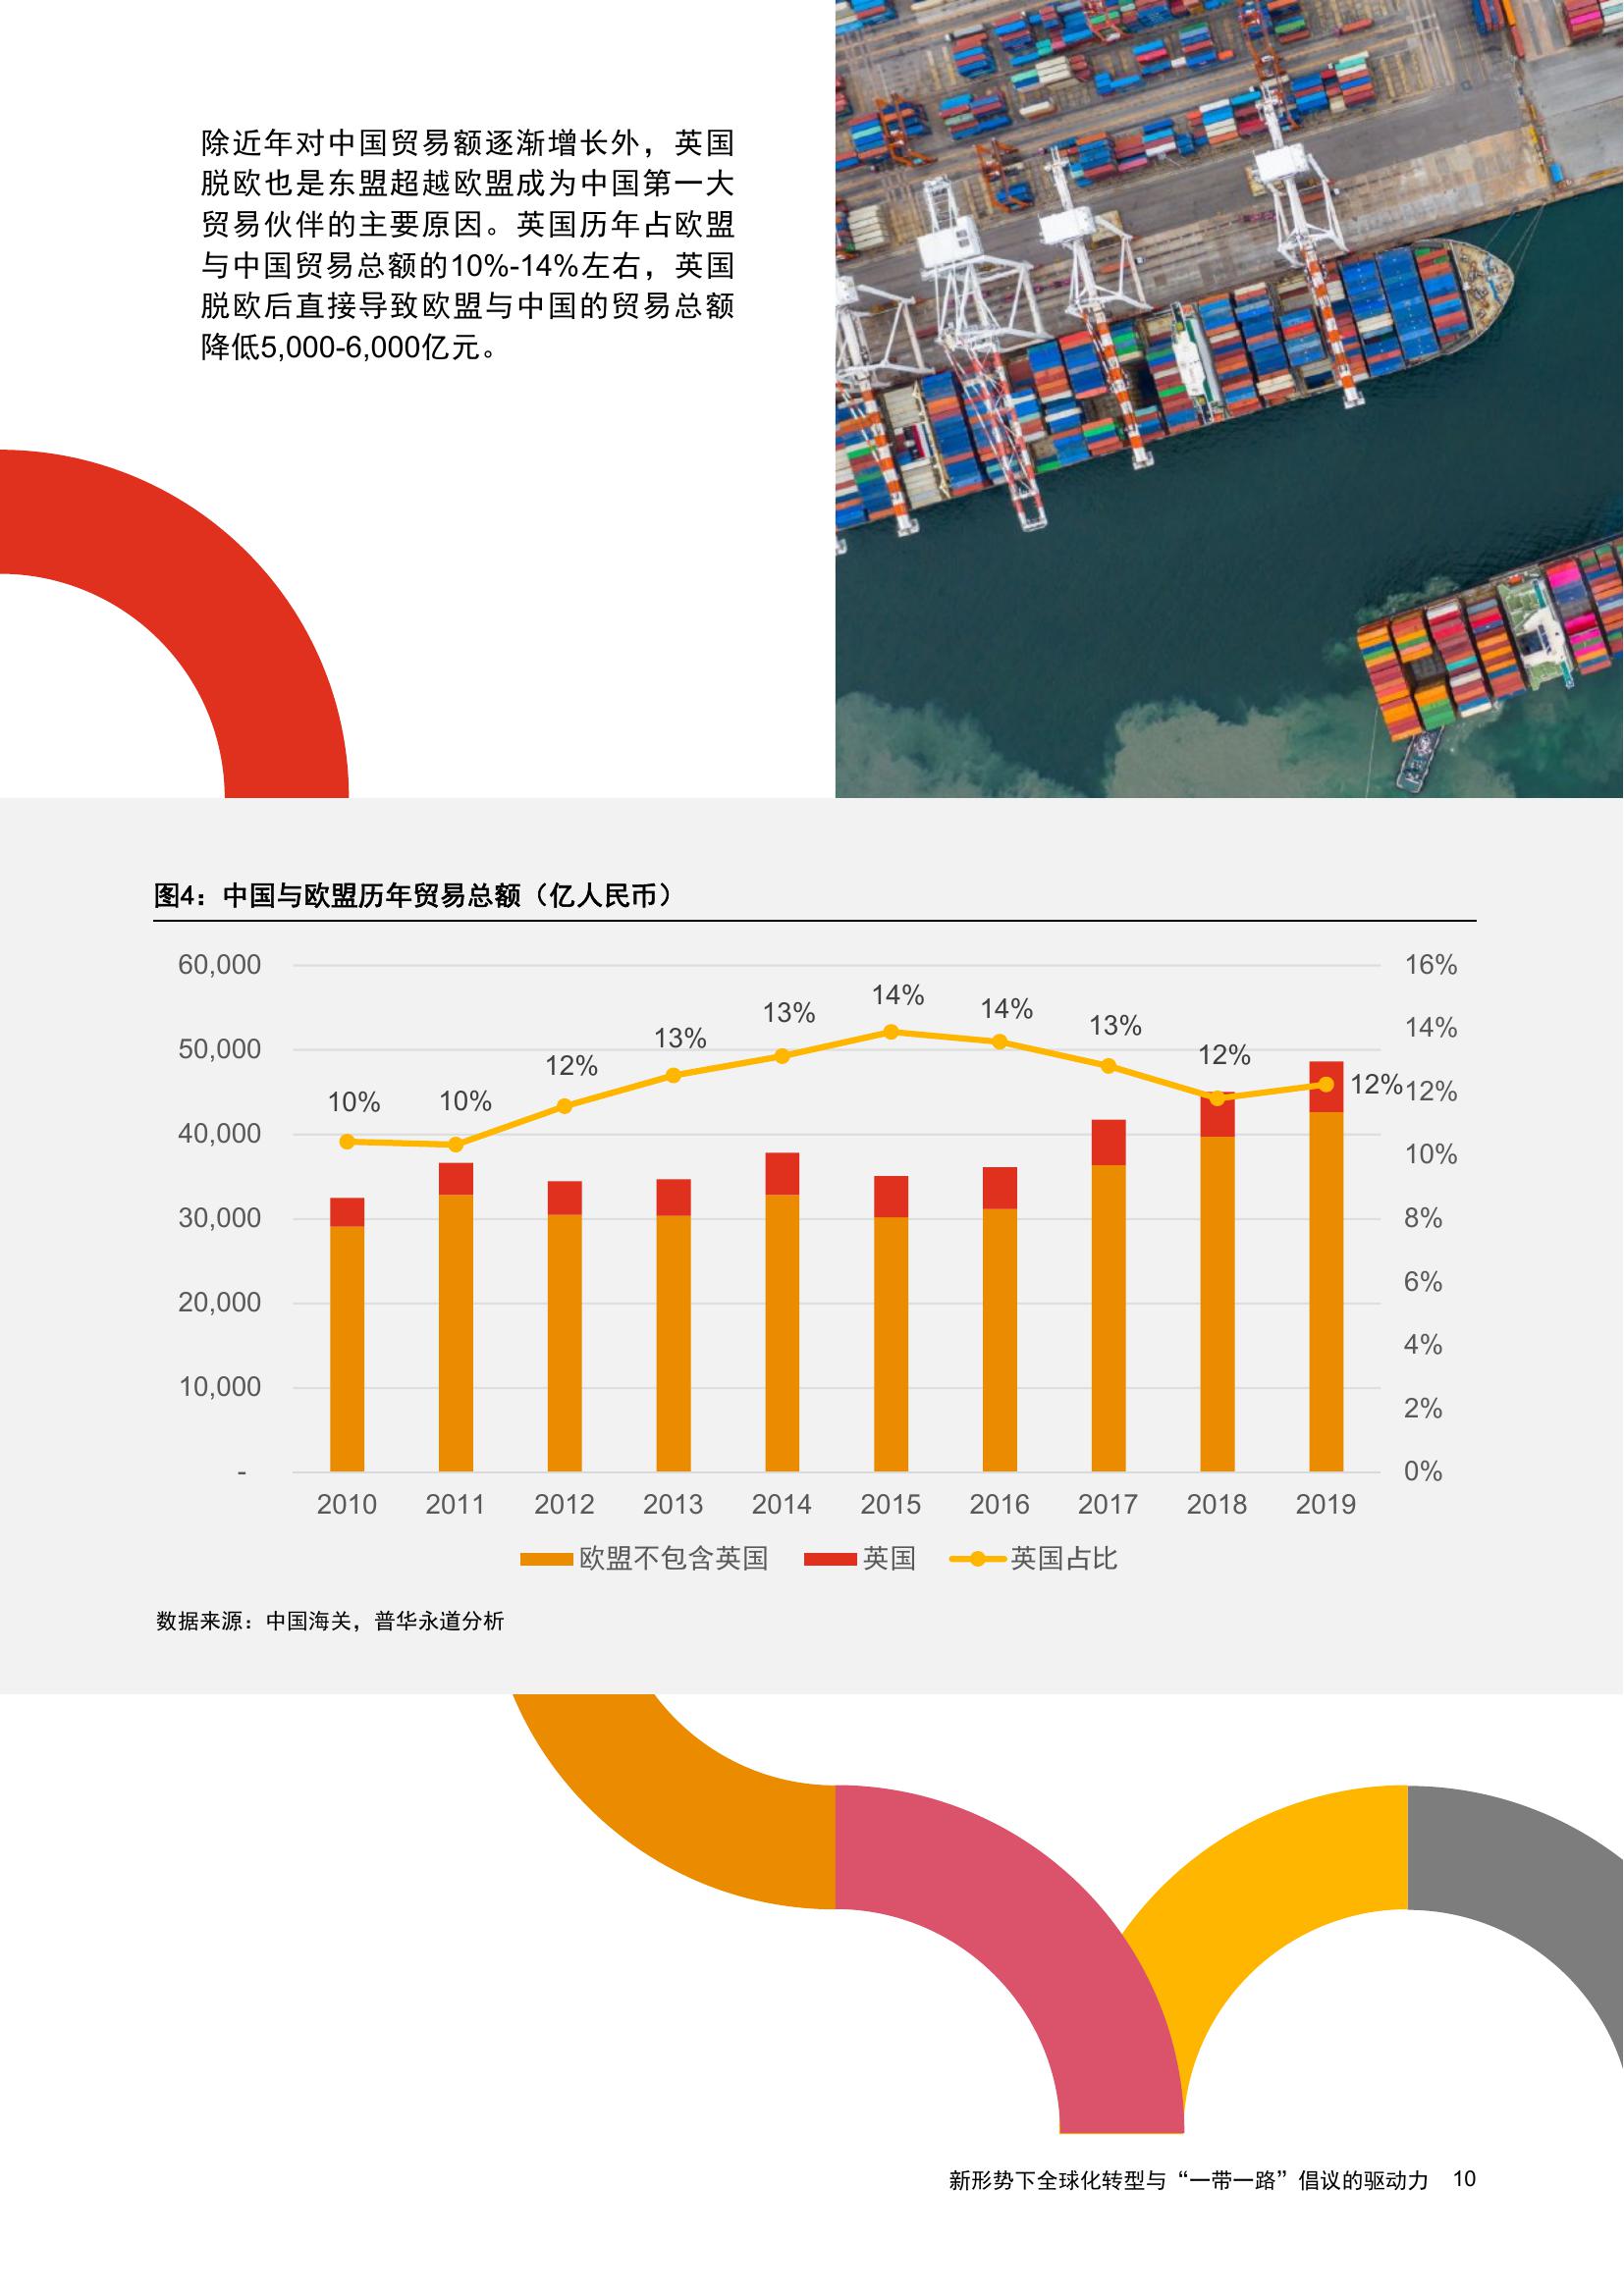 除近年对中国贸易额逐渐增长外，英国
脱欧也是东盟超越欧盟成为中国第一大
贸易伙伴的主要原因。英国历年占欧盟
与中国贸易总额的10%-14%左右，英国
脱欧后直接导致欧盟与中国的贸易总额
降低5,000-6,000亿元。
图4：中国与欧盟历年贸易总额（亿人民币）
60,000
50,000
40,000
30,000
20,000
10,000
-
10%
10%
12%
13%
13%
14%
14%
13%
12%
12%
16%
14%
12%
10%
8%
6%
4%
2%
0%
2010 2011 2012 2013 2014 2015 2016 2017 2018 2019
欧盟不包含英国 英国 英国占比
数据来源：中国海关，普华永道分析
新形势下全球化转型与“一带一路”倡议的驱动力 10